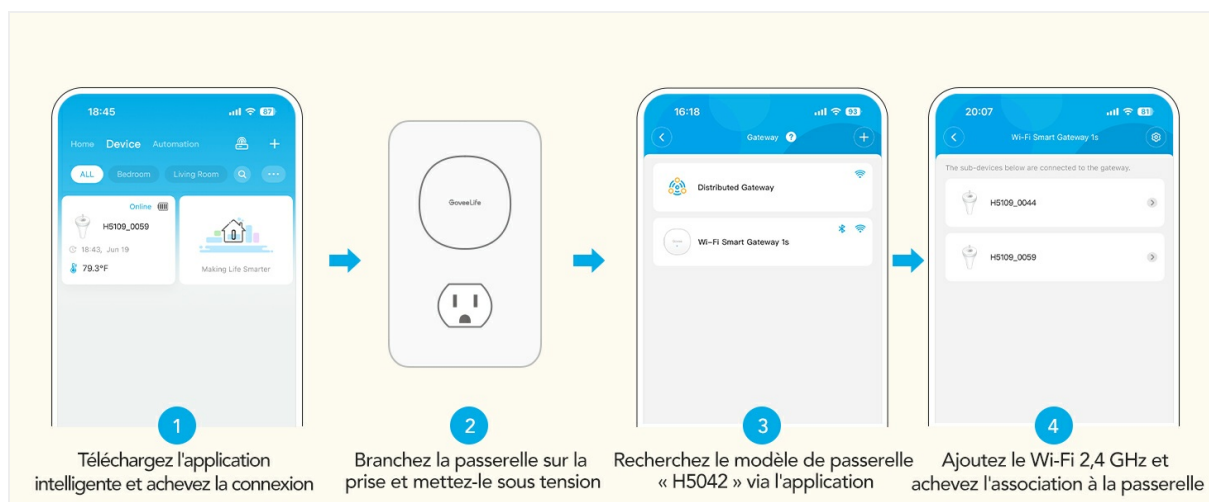 18:45
87
Home Device Automation
ALL Bedroom Living Room
Online
H5109_0059
18:43, Jun 19
79.3°F
Making Life Smarter
GoveeLife
16:18
93
Gateway ?
Distributed Gateway
Wi-Fi Smart Gateway 1s
20:07
81
Wi-Fi Smart Gateway 1s
The sub-devices below are connected to the gateway.
H5109_0044
H5109_0059
1
Téléchargez l'application
intelligente et achevez la connexion
2
Branchez la passerelle sur la
prise et mettez-le sous tension
3
Recherchez le modèle de passerelle
« H5042 » via l'application
4
Ajoutez le Wi-Fi 2,4 GHz et
achevez l'association à la passerelle